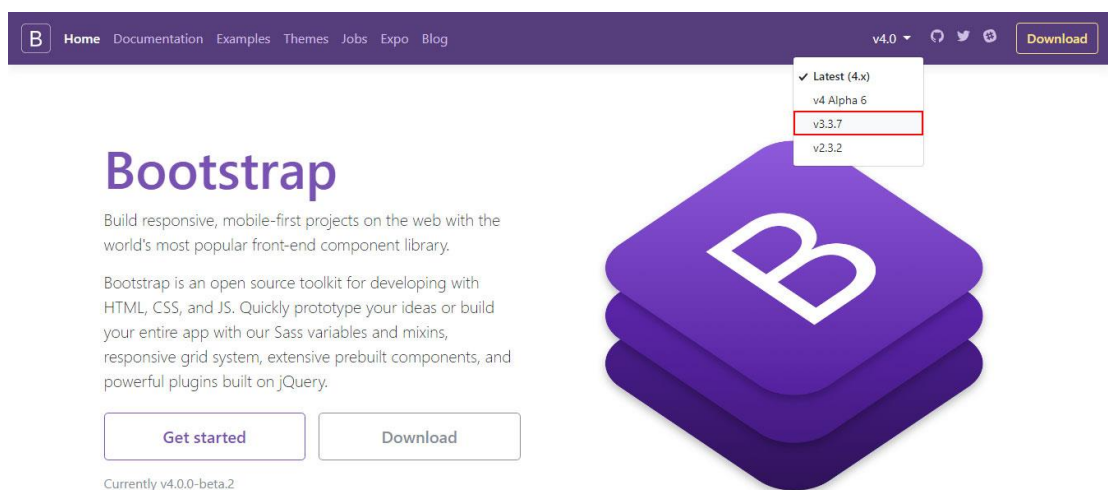 B Home Documentation Examples Themes Jobs Expo Blog v4.0 Download
Latest (4.x)
v4 Alpha 6
v3.3.7
v2.3.2
Bootstrap
Build responsive, mobile-first projects on the web with the
world's most popular front-end component library.
Bootstrap is an open source toolkit for developing with
HTML, CSS, and JS. Quickly prototype your ideas or build
your entire app with our Sass variables and mixins,
responsive grid system, extensive prebuilt components, and
powerful plugins built on jQuery.
Get started Download
Currently v4.0.0-beta.2
B